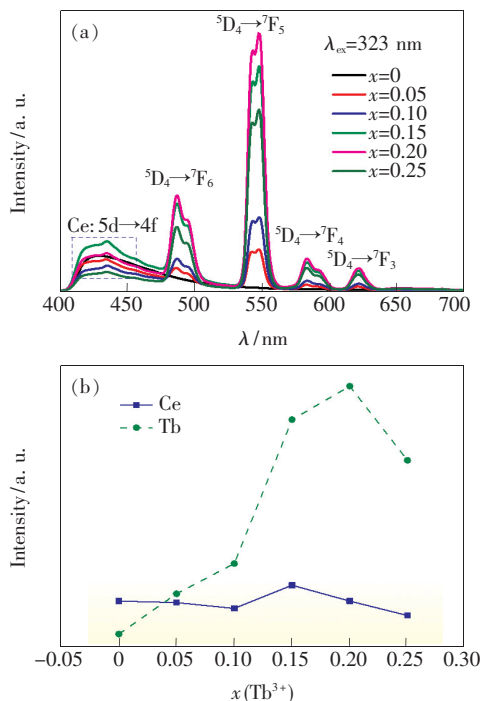 (a)
⁵D₄→⁷F₅
λₑₓ=323 nm
x=0
x=0.05
x=0.10
x=0.15
x=0.20
x=0.25
⁵D₄→⁷F₆
Ce: 5d→4f
⁵D₄→⁷F₄
⁵D₄→⁷F₃
Intensity/a. u.
400 450 500 550 600 650 700
λ/nm
(b)
Ce
Tb
Intensity/a. u.
−0.05 0 0.05 0.10 0.15 0.20 0.25 0.30
x(Tb³⁺)